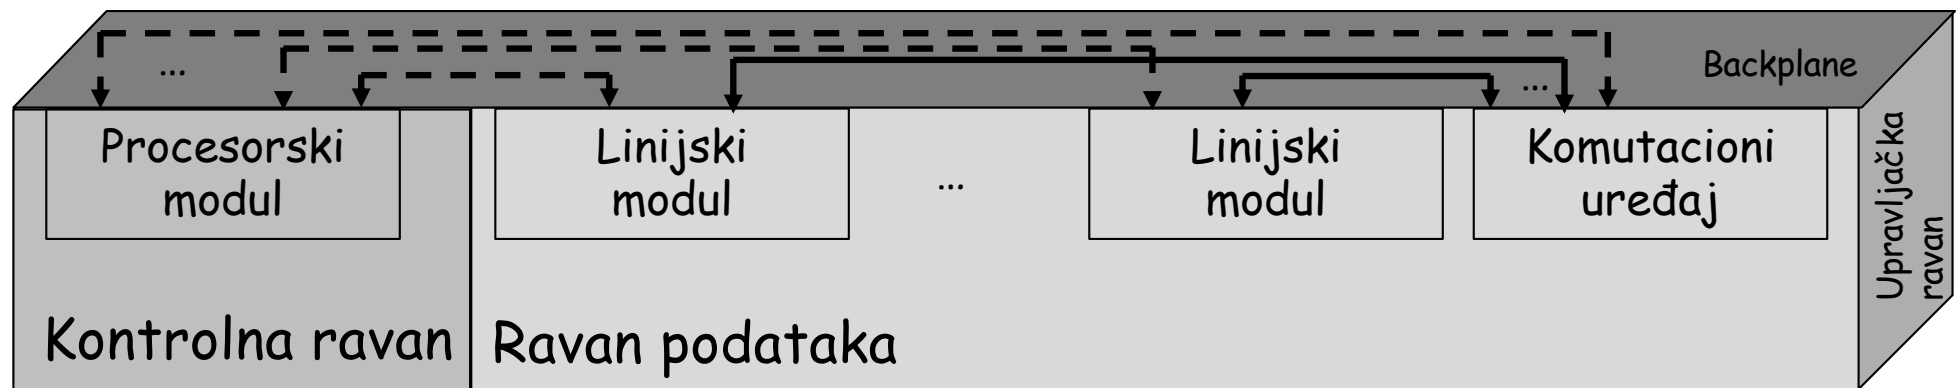 Backplane
...
...
Procesorski
modul
Linijski
modul
...
Linijski
modul
Komutacioni
uređaj
Upravljačka
ravan
Kontrolna ravan
Ravan podataka